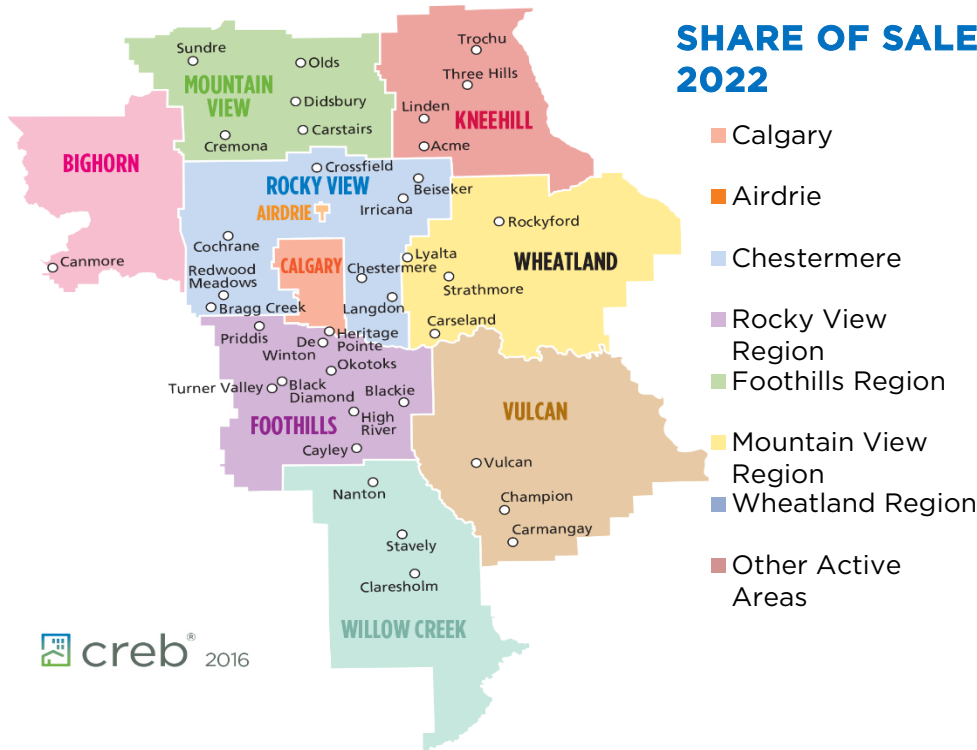 SHARE OF SALE
2022
Calgary
Airdrie
Chestermere
Rocky View
Region
Foothills Region
Mountain View
Region
Wheatland Region
Other Active
Areas
Sundre
Olds
MOUNTAIN
VIEW
Didsbury
Carstairs
Cremona
Trochu
Three Hills
Linden
KNEEHILL
Acme
BIGHORN
Canmore
Crossfield
ROCKY VIEW
Beiseker
AIRDRIE
Irricana
Cochrane
CALGARY
Chestermere
Redwood
Meadows
Bragg Creek
Langdon
Rockyford
Lyalta
WHEATLAND
Strathmore
Carseland
Priddis
De
Winton
Heritage
Pointe
Okotoks
Turner Valley
Black
Diamond
Blackie
FOOTHILLS
High
River
Cayley
VULCAN
Vulcan
Champion
Carmangay
Nanton
Stavely
Claresholm
WILLOW CREEK
creb® 2016